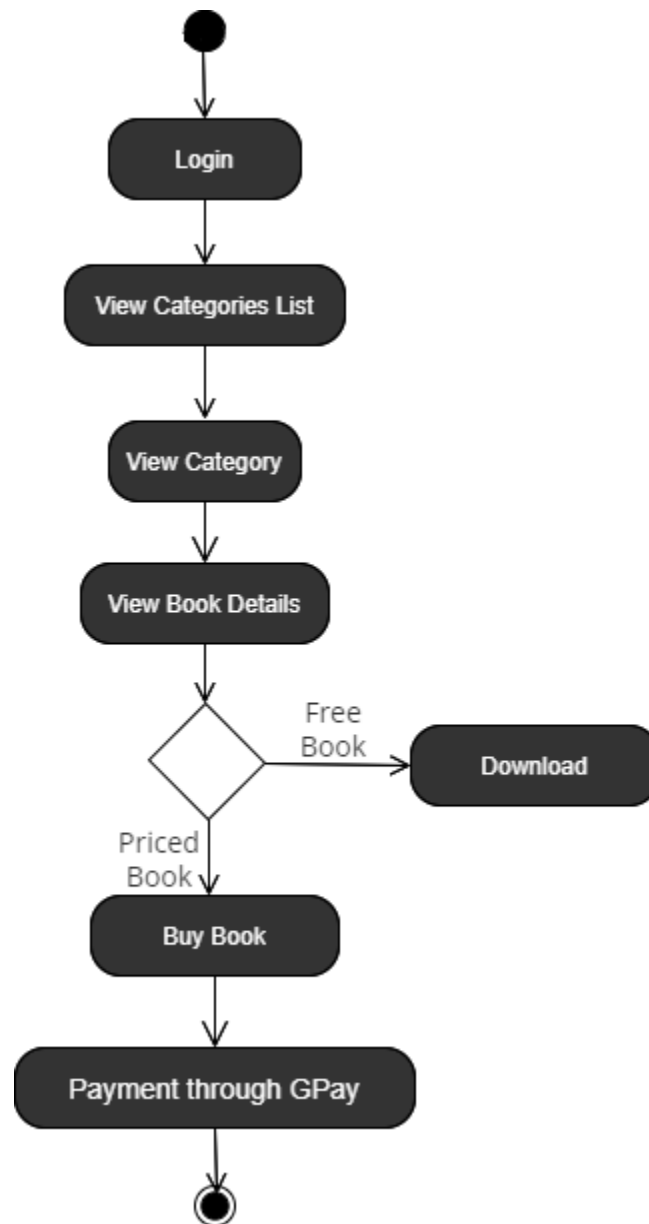 Login
View Categories List
View Category
View Book Details
Free
Book
Download
Priced
Book
Buy Book
Payment through GPay